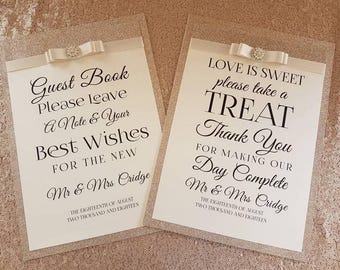 Guest Book
Please Leave
A Note & Your
Best Wishes
FOR THE NEW
Mr & Mrs Cridge
THE EIGHTEENTH OF AUGUST
TWO THOUSAND AND EIGHTEEN
LOVE IS SWEET
please take a
TREAT
Thank You
FOR MAKING OUR
Day Complete
Mr & Mrs Cridge
THE EIGHTEENTH OF AUGUST
TWO THOUSAND AND EIGHTEEN